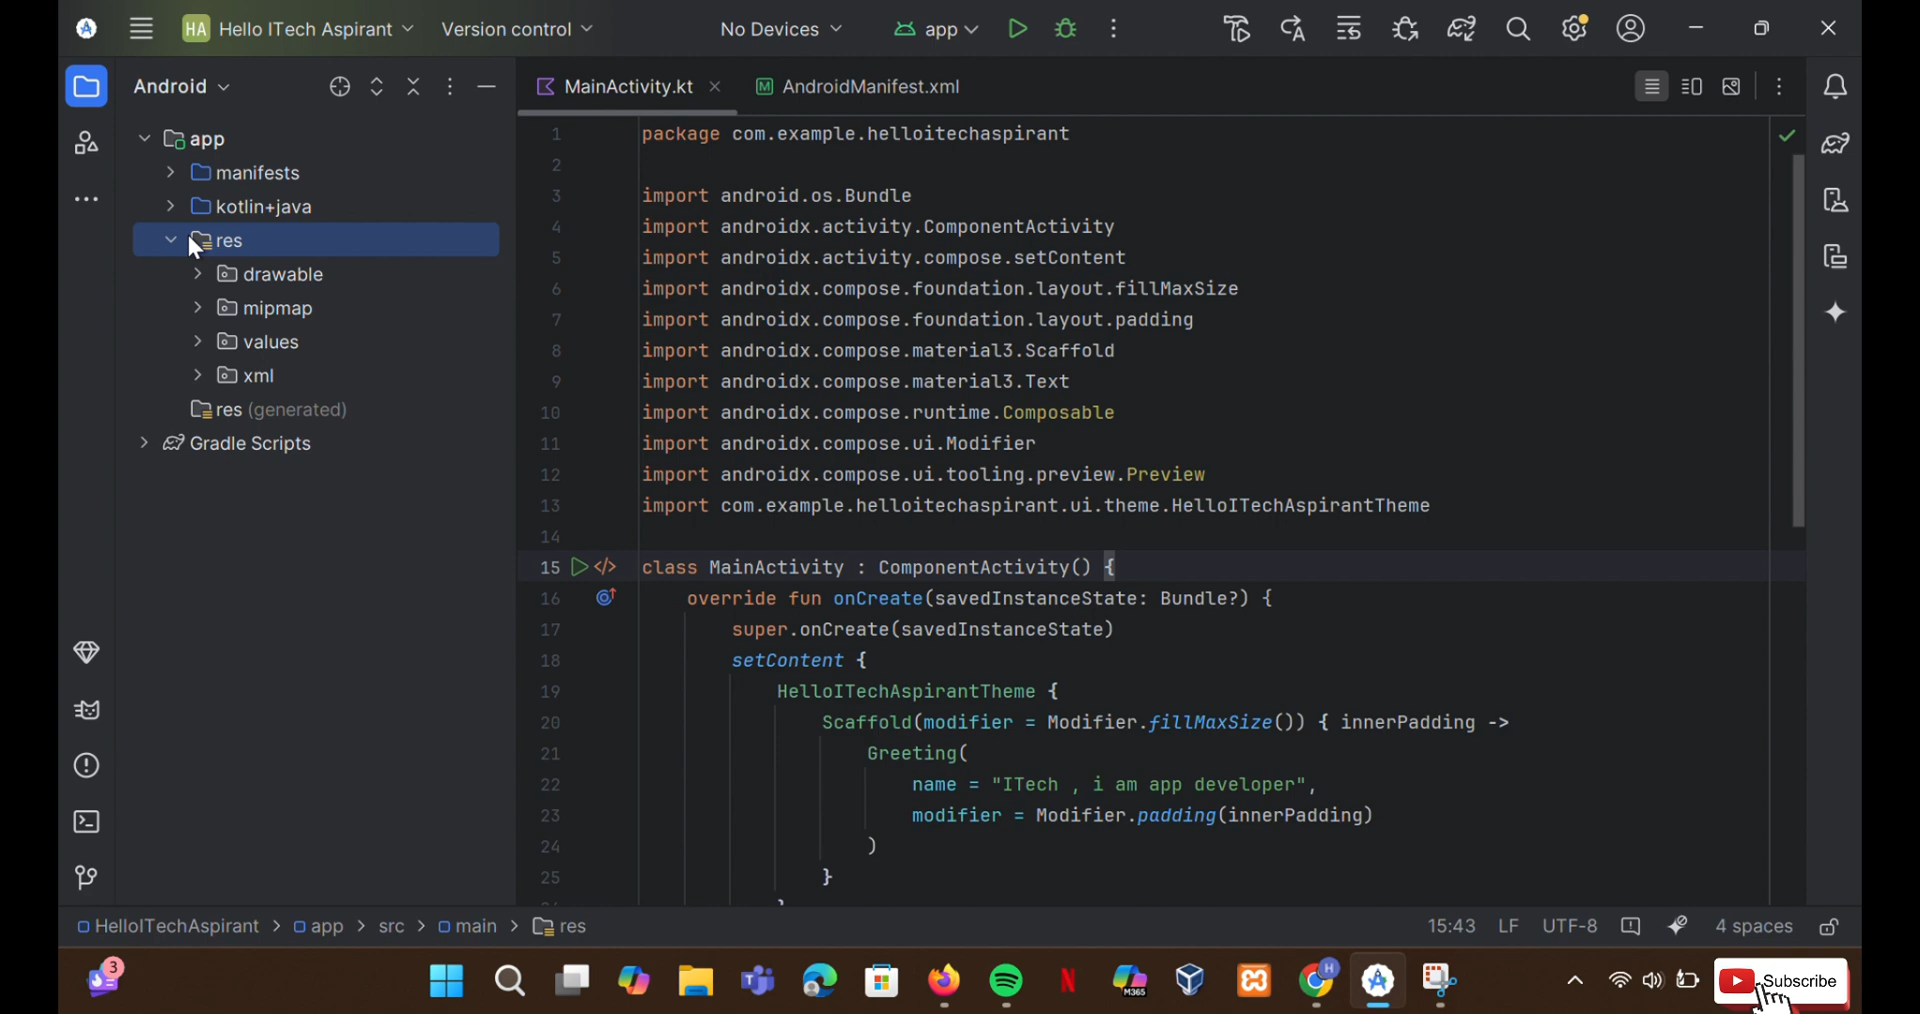 HA Hello ITech Aspirant Version control No Devices app
Android
MainActivity.kt AndroidManifest.xml
app
manifests
kotlin+java
res
drawable
mipmap
values
xml
res (generated)
Gradle Scripts
1 package com.example.helloitechaspirant
2
3 import android.os.Bundle
4 import androidx.activity.ComponentActivity
5 import androidx.activity.compose.setContent
6 import androidx.compose.foundation.layout.fillMaxSize
7 import androidx.compose.foundation.layout.padding
8 import androidx.compose.material3.Scaffold
9 import androidx.compose.material3.Text
10 import androidx.compose.runtime.Composable
11 import androidx.compose.ui.Modifier
12 import androidx.compose.ui.tooling.preview.Preview
13 import com.example.helloitechaspirant.ui.theme.HelloITechAspirantTheme
14
15 class MainActivity : ComponentActivity() {
16 override fun onCreate(savedInstanceState: Bundle?) {
17 super.onCreate(savedInstanceState)
18 setContent {
19 HelloITechAspirantTheme {
20 Scaffold(modifier = Modifier.fillMaxSize()) { innerPadding ->
21 Greeting(
22 name = "ITech , i am app developer",
23 modifier = Modifier.padding(innerPadding)
24 )
25 }
HelloITechAspirant > app > src > main > res 15:43 LF UTF-8 4 spaces
3 M365 H Subscribe